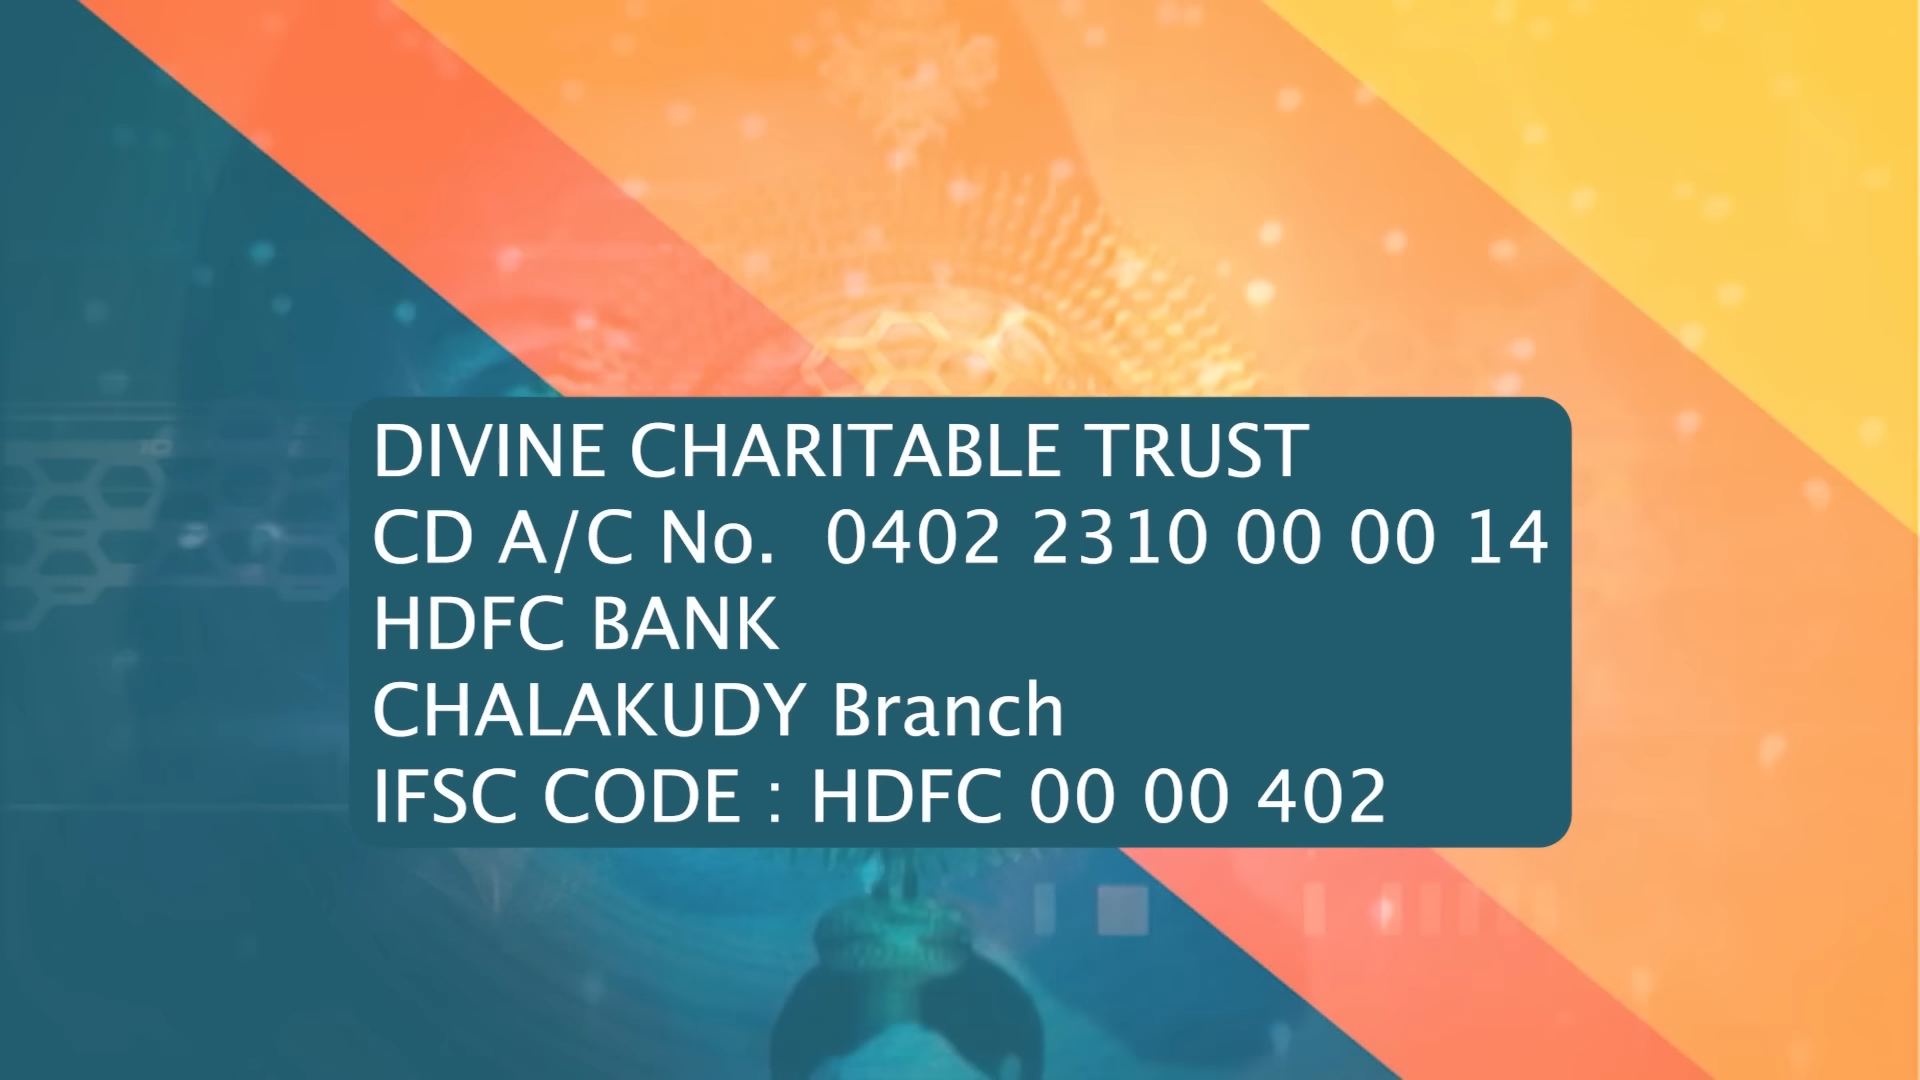 DIVINE CHARITABLE TRUST
CD A/C No.  0402 2310 00 00 14
HDFC BANK
CHALAKUDY Branch
IFSC CODE : HDFC 00 00 402